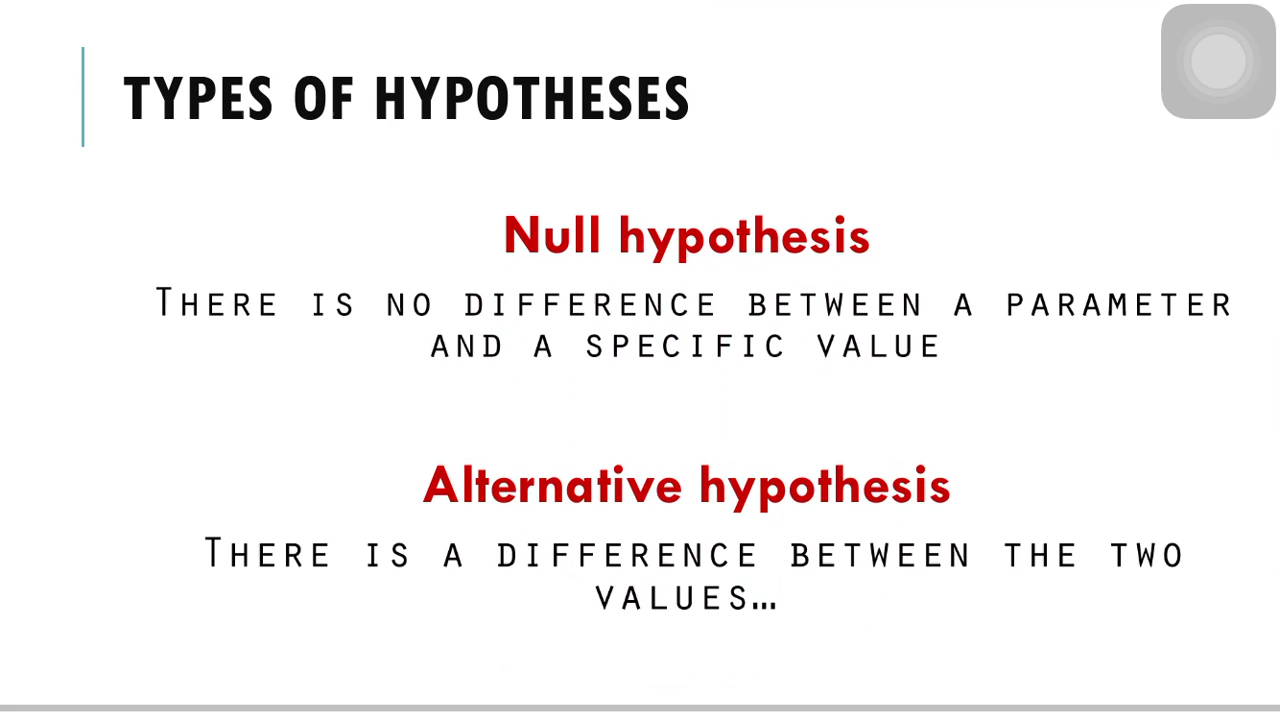 TYPES OF HYPOTHESES
Null hypothesis
THERE IS NO DIFFERENCE BETWEEN A PARAMETER
AND A SPECIFIC VALUE
Alternative hypothesis
THERE IS A DIFFERENCE BETWEEN THE TWO
VALUES…